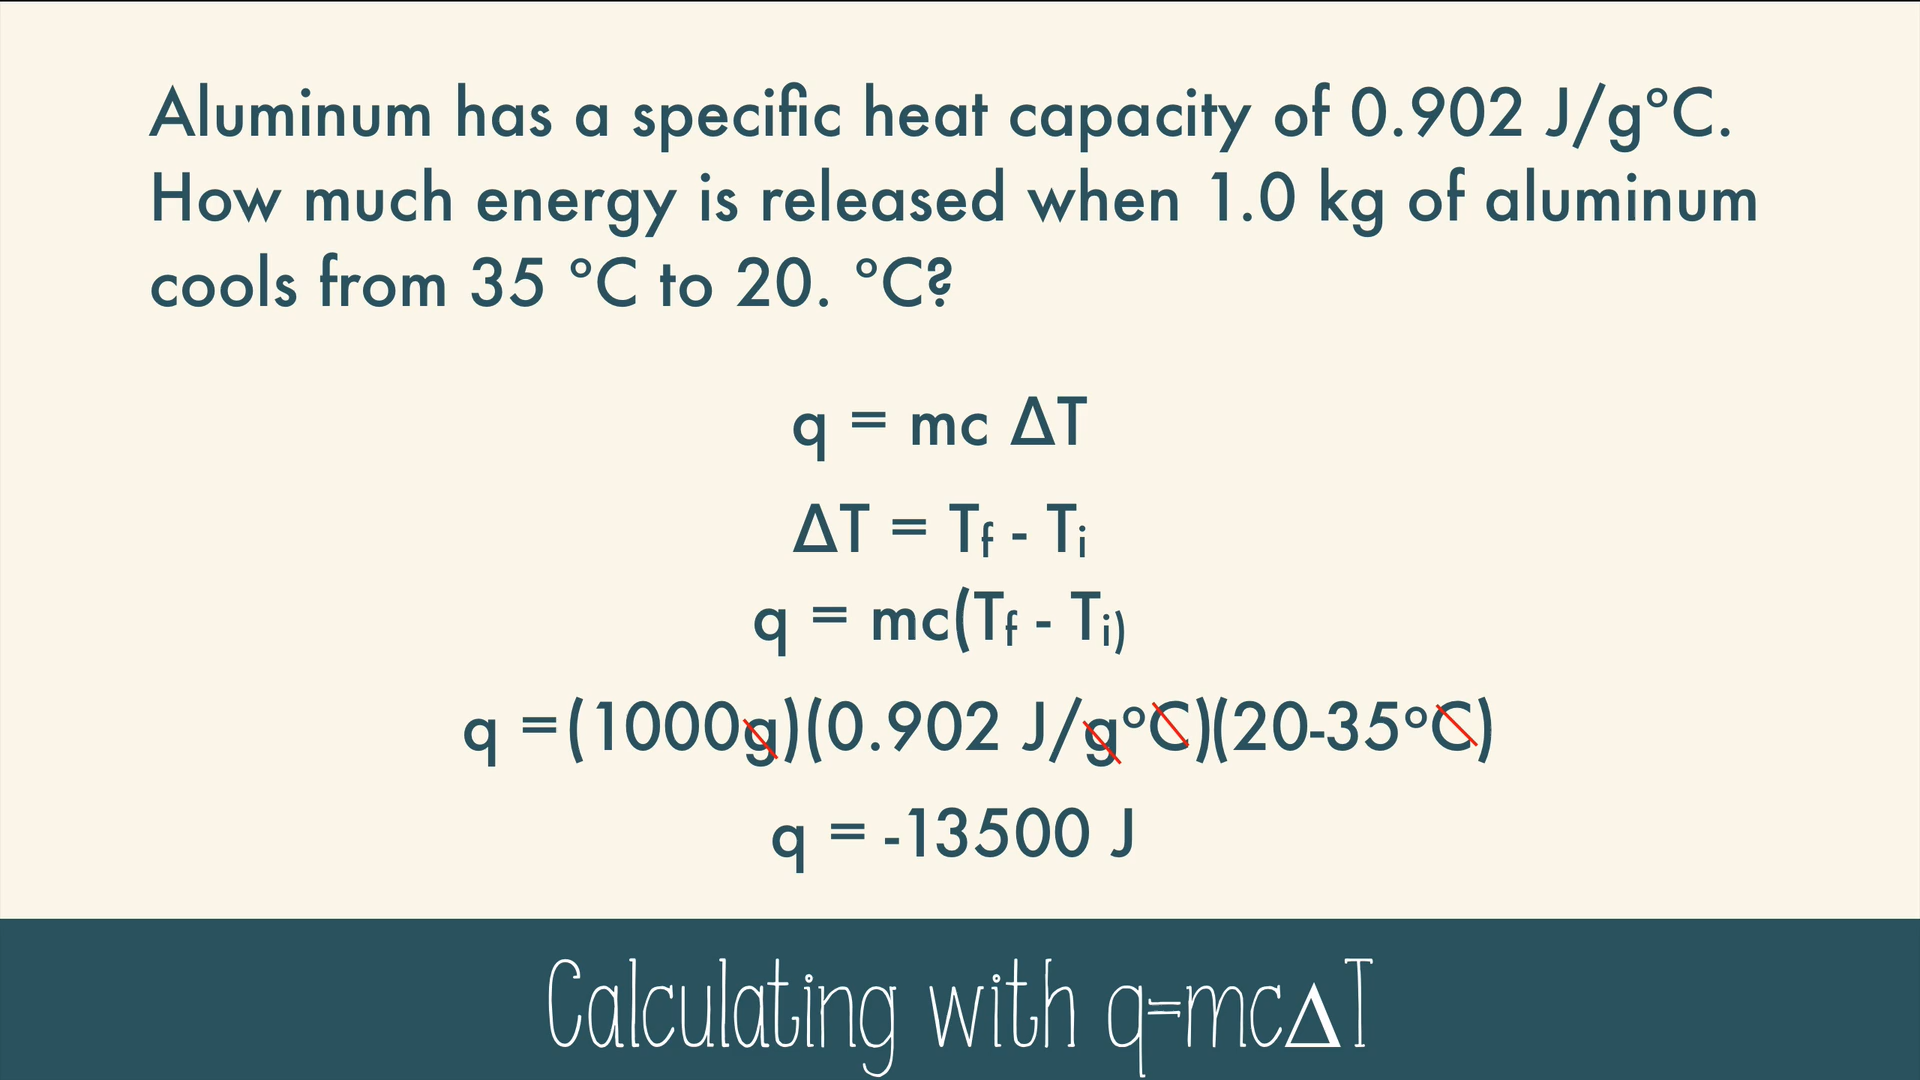 Aluminum has a specific heat capacity of 0.902 J/g°C.
How much energy is released when 1.0 kg of aluminum
cools from 35 °C to 20. °C?
q = mc ΔT
ΔT = Tf - Ti
q = mc(Tf - Ti)
q =(1000g)(0.902 J/g°C)(20-35°C)
q = -13500 J
Calculating with q=mcΔT